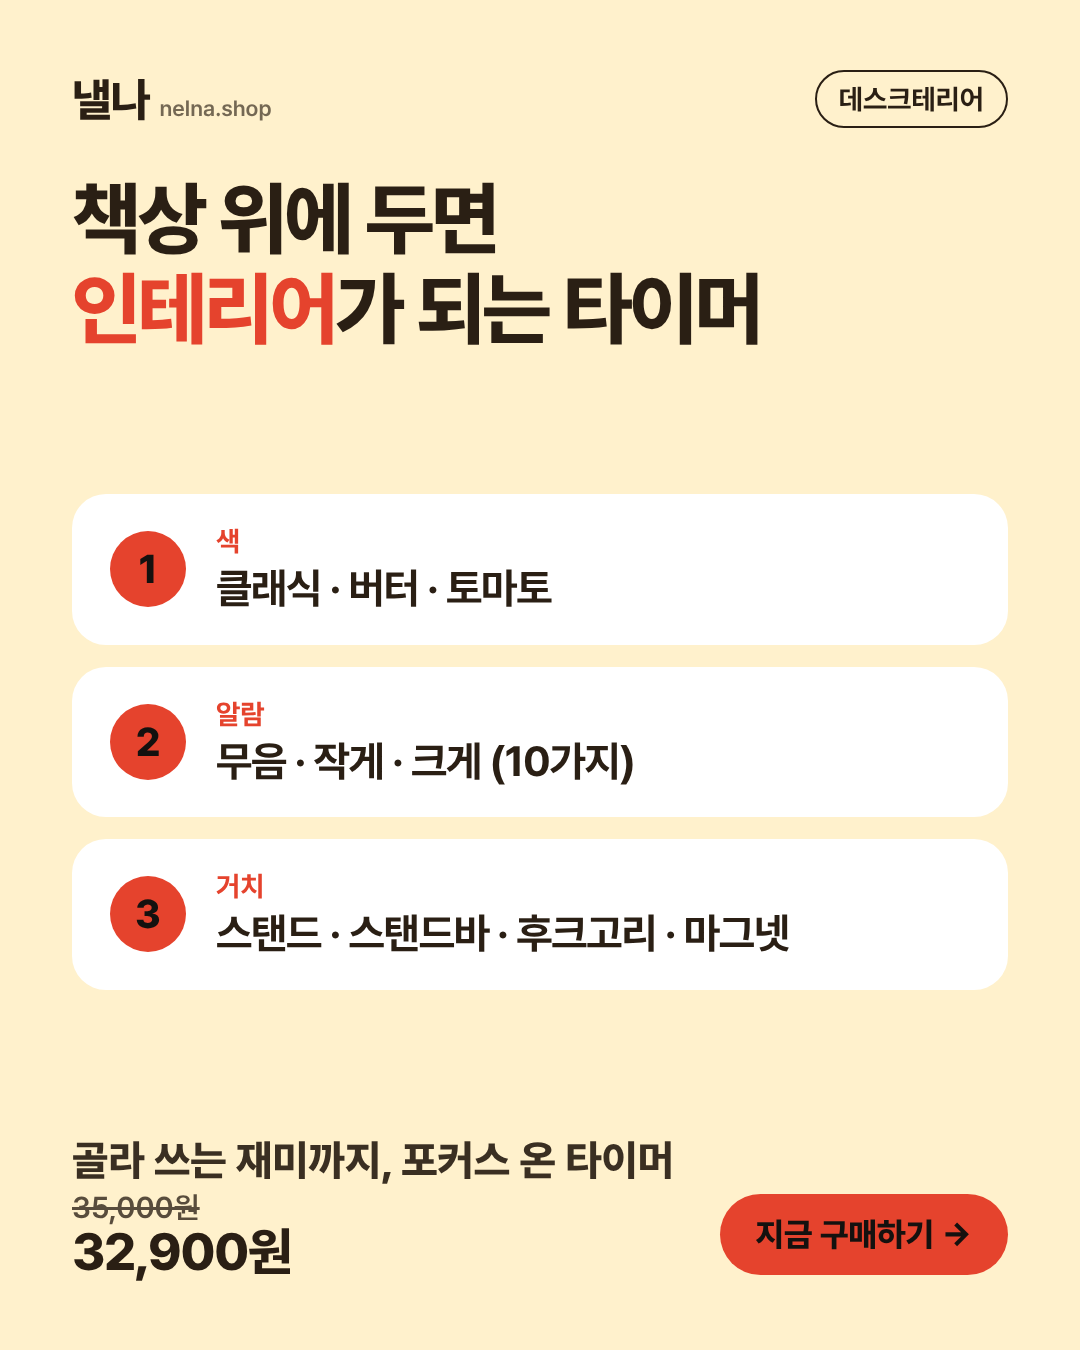 낼나 nelna.shop
데스크테리어
책상 위에 두면
인테리어가 되는 타이머
1
색
클래식 · 버터 · 토마토
2
알람
무음 · 작게 · 크게 (10가지)
3
거치
스탠드 · 스탠드바 · 후크고리 · 마그넷
골라 쓰는 재미까지, 포커스 온 타이머
35,000원
32,900원
지금 구매하기 →